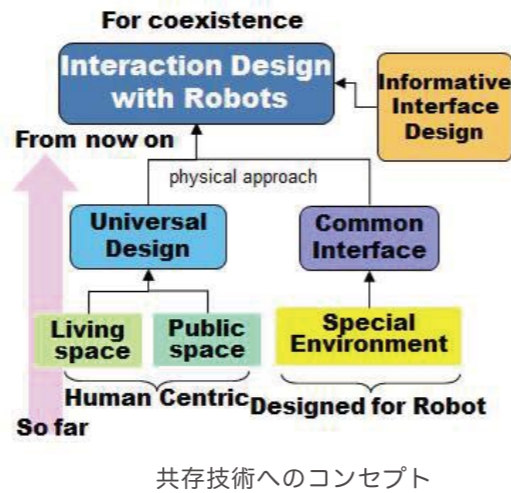 For coexistence
Interaction Design
with Robots
Informative
Interface
Design
From now on
physical approach
Universal
Design
Common
Interface
Living
space
Public
space
Special
Environment
Human Centric
Designed for Robot
So far
共存技術へのコンセプト